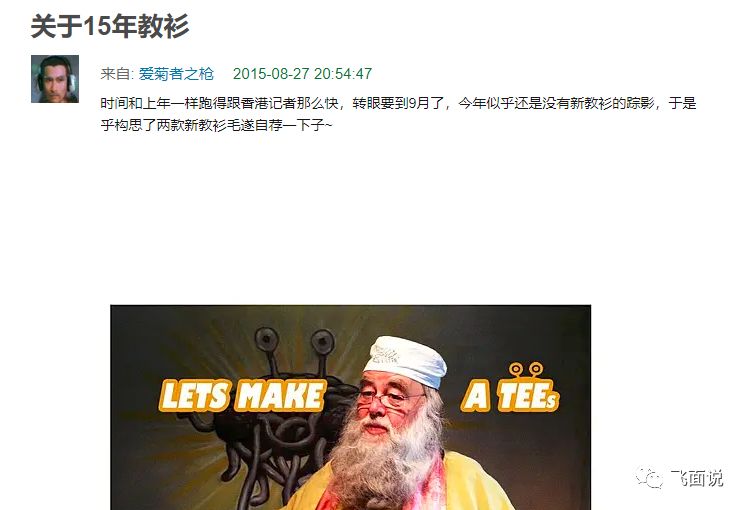 关于15年教衫
来自: 爱菊者之枪 2015-08-27 20:54:47
时间和上年一样跑得跟香港记者那么快，转眼要到9月了，今年似乎还是没有新教衫的踪影，于是
乎构思了两款新教衫毛遂自荐一下子~
LETS MAKE A TEEs
飞面说